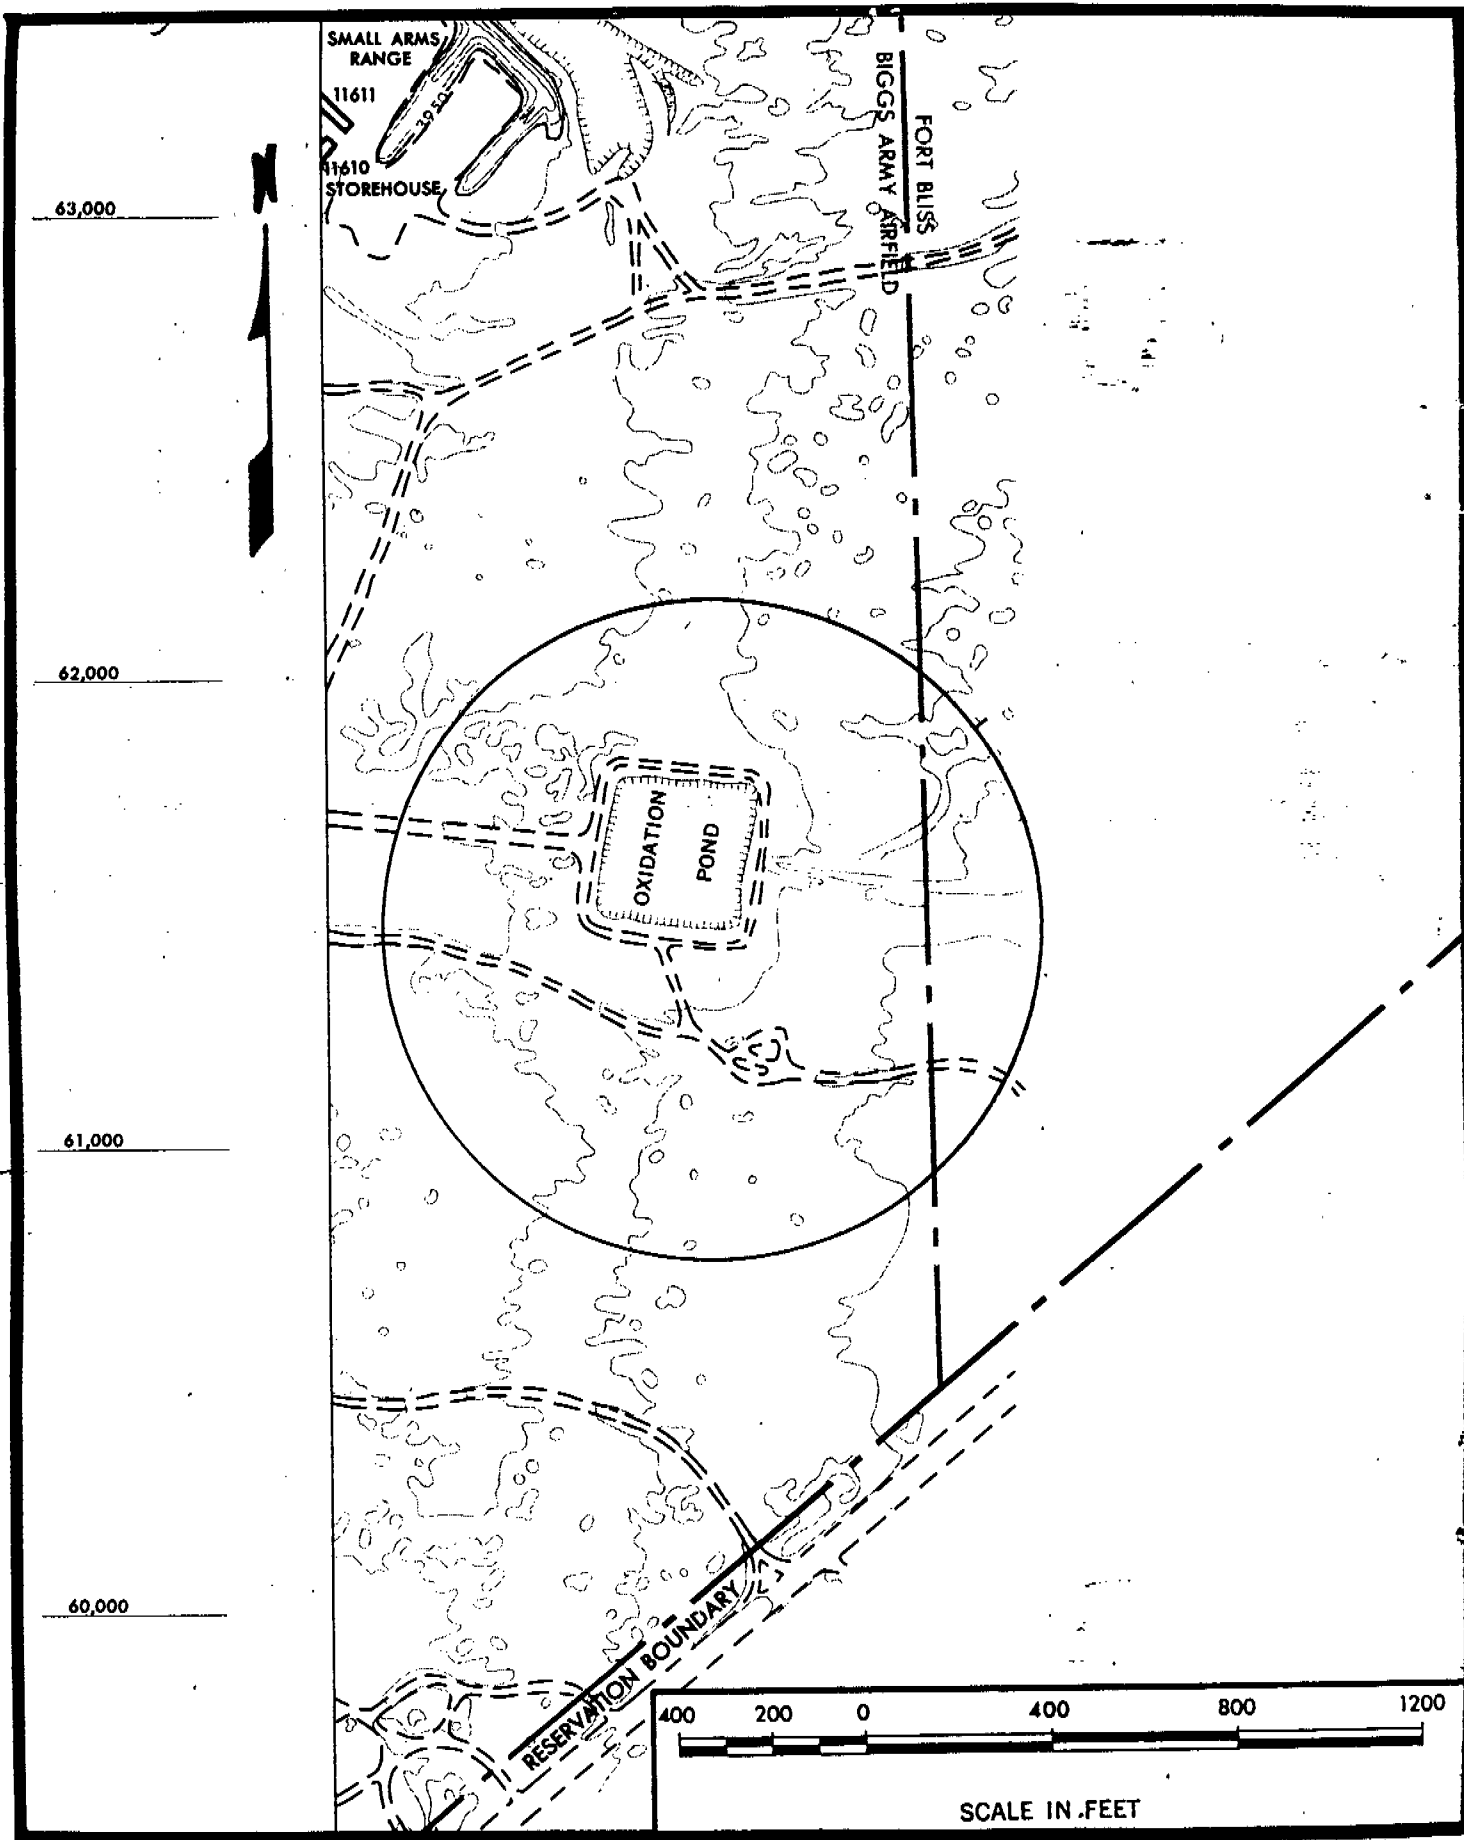 SMALL ARMS
RANGE
11611
3950
11610
STOREHOUSE
BIGGS ARMY AIRFIELD
FORT BLISS
63,000
62,000
OXIDATION
POND
61,000
60,000
RESERVATION BOUNDARY
400 200 0 400 800 1200
SCALE IN FEET